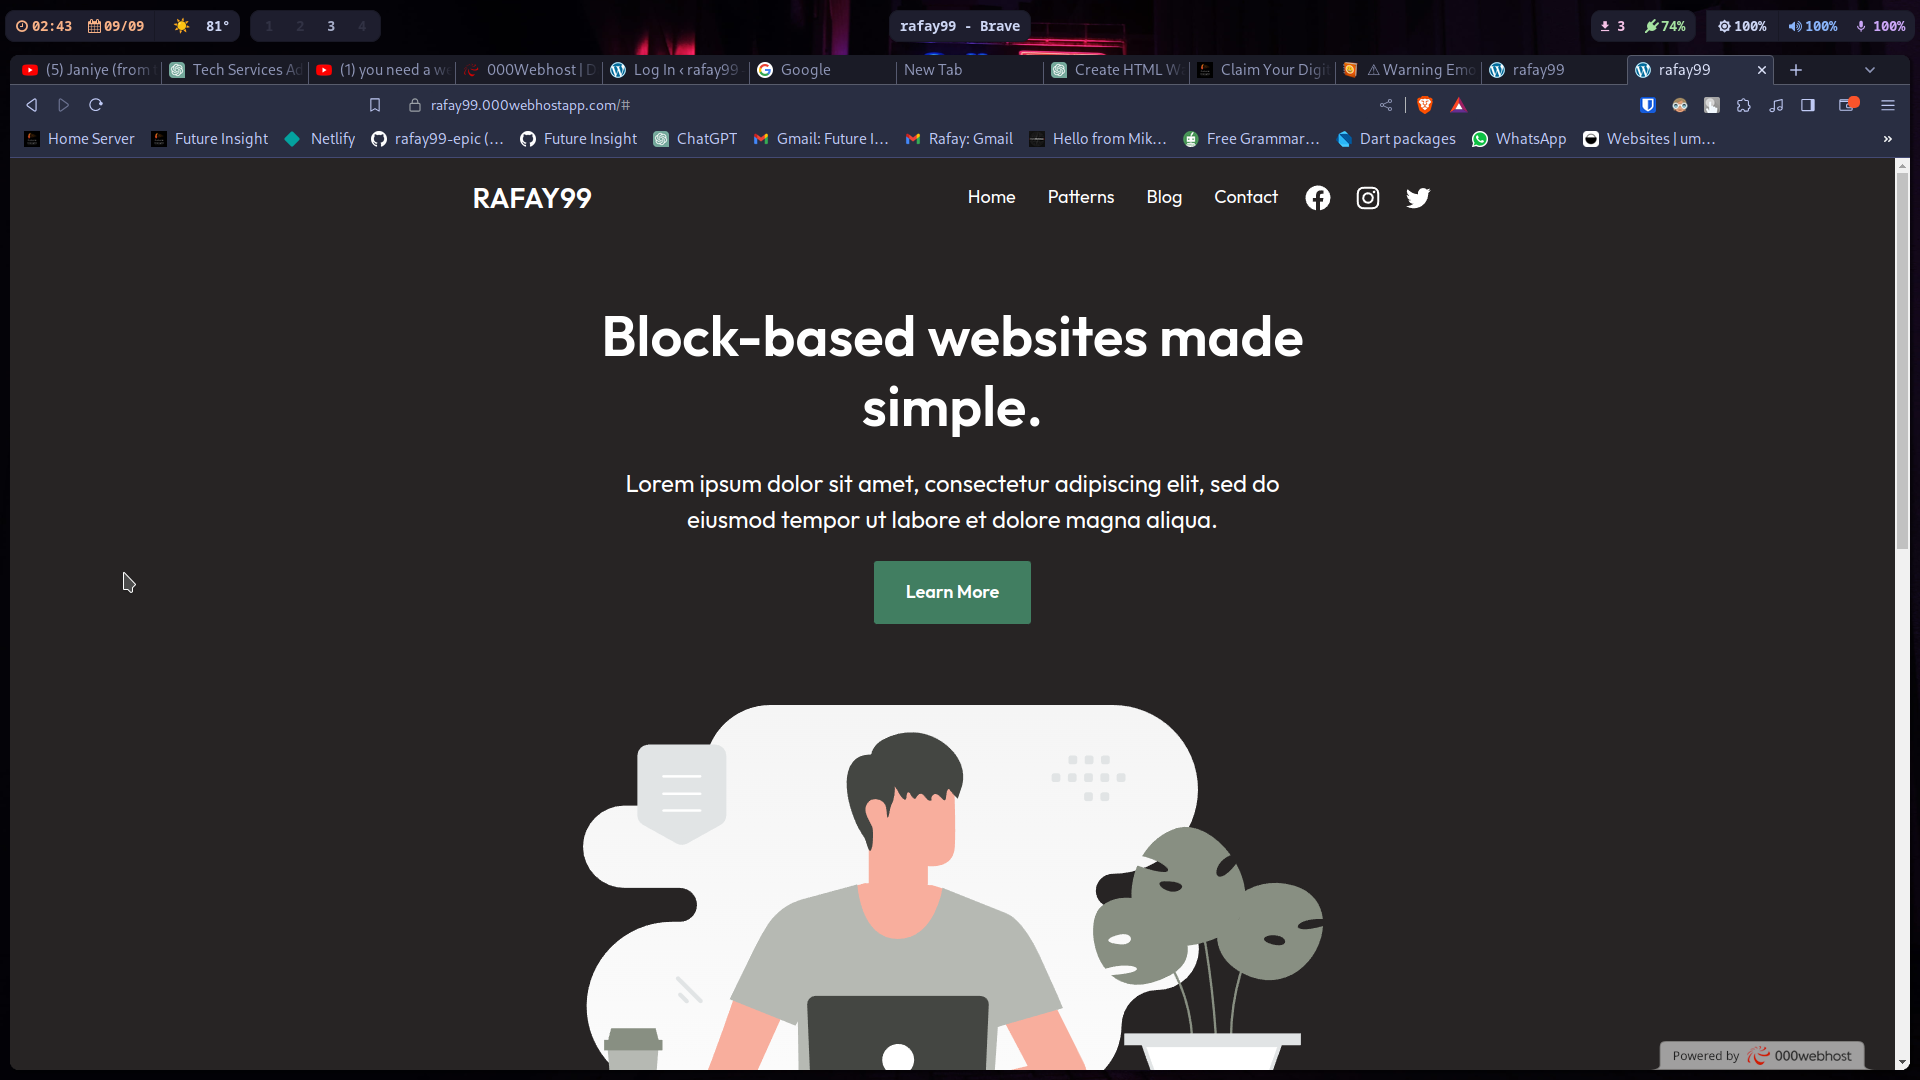 02:43 09/09 81° 1 2 3 4 rafay99 - Brave 3 74% 100% 100% 100%
(5) Janiye (from Tech Services Ad (1) you need a we 000Webhost | D Log In ‹ rafay99 Google New Tab Create HTML W Claim Your Digi ⚠Warning Emo rafay99 rafay99
rafay99.000webhostapp.com/#
Home Server Future Insight Netlify rafay99-epic (... Future Insight ChatGPT Gmail: Future I... Rafay: Gmail Hello from Mik... Free Grammar... Dart packages WhatsApp Websites | um... »
RAFAY99 Home Patterns Blog Contact
Block-based websites made
simple.
Lorem ipsum dolor sit amet, consectetur adipiscing elit, sed do
eiusmod tempor ut labore et dolore magna aliqua.
Learn More
Powered by 000webhost